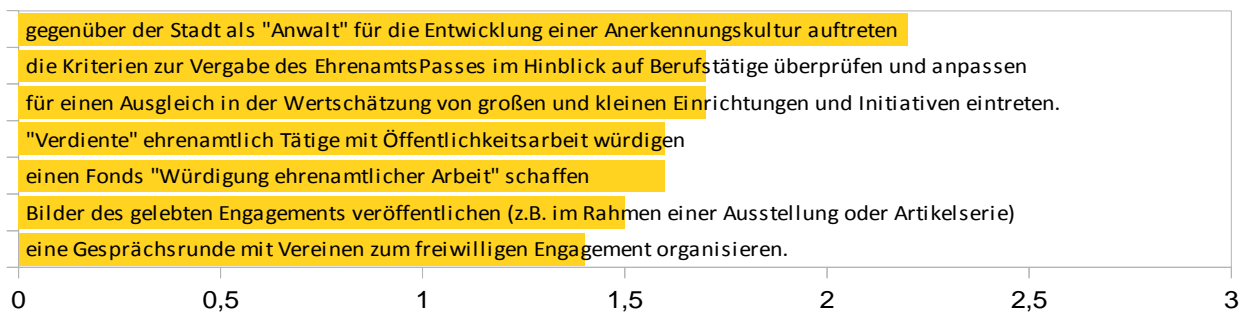 gegenüber der Stadt als "Anwalt" für die Entwicklung einer Anerkennungskultur auftreten
die Kriterien zur Vergabe des EhrenamtsPasses im Hinblick auf Berufstätige überprüfen und anpassen
für einen Ausgleich in der Wertschätzung von großen und kleinen Einrichtungen und Initiativen eintreten.
"Verdiente" ehrenamtlich Tätige mit Öffentlichkeitsarbeit würdigen
einen Fonds "Würdigung ehrenamtlicher Arbeit" schaffen
Bilder des gelebten Engagements veröffentlichen (z.B. im Rahmen einer Ausstellung oder Artikelserie)
eine Gesprächsrunde mit Vereinen zum freiwilligen Engagement organisieren.
0 0,5 1 1,5 2 2,5 3